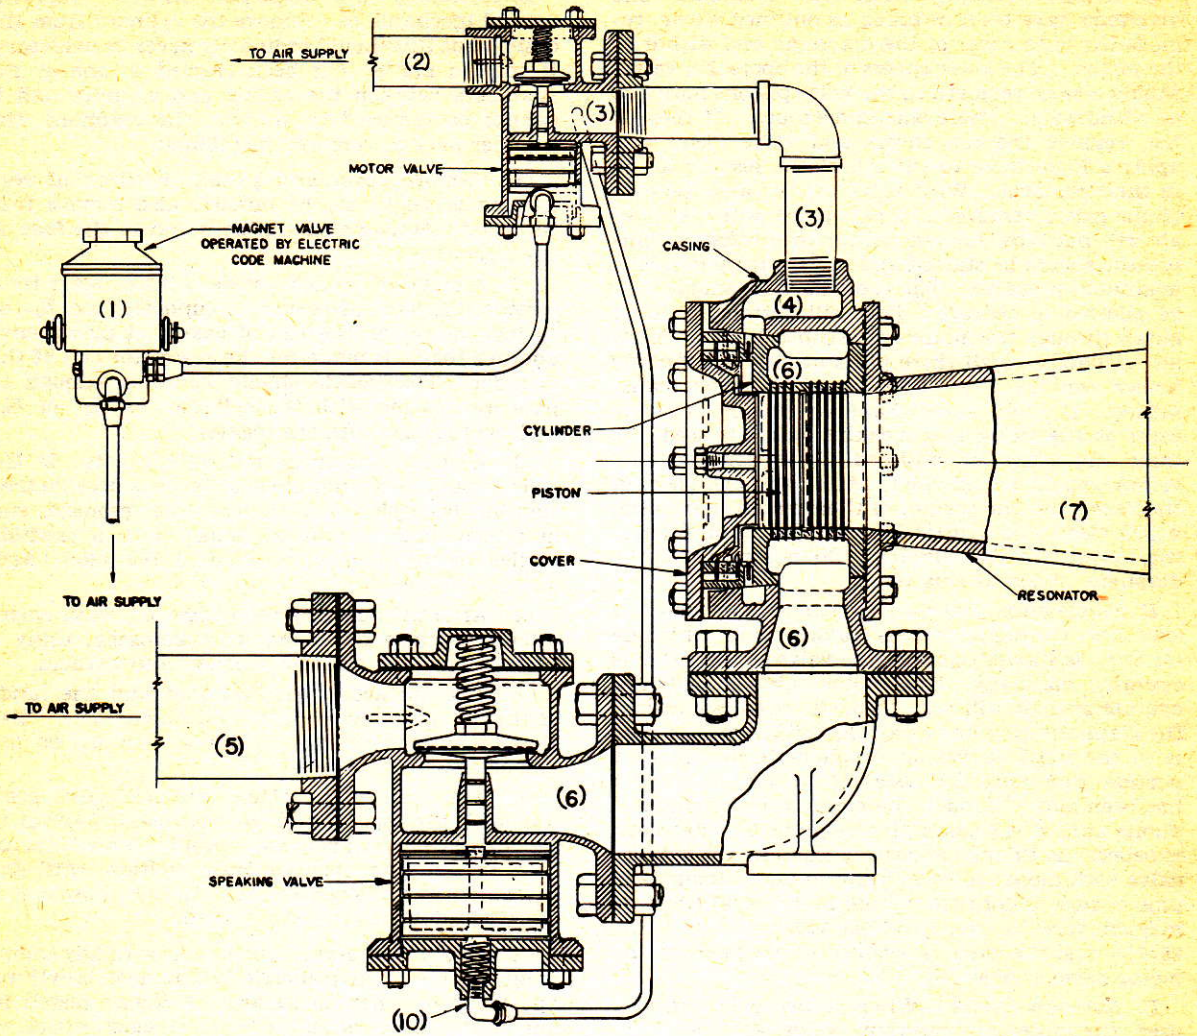 TO AIR SUPPLY
(2)
(3)
MOTOR VALVE
MAGNET VALVE
OPERATED BY ELECTRIC
CODE MACHINE
(1)
(3)
CASING
(4)
(6)
CYLINDER
PISTON
(7)
COVER
RESONATOR
TO AIR SUPPLY
(6)
TO AIR SUPPLY
(5)
(6)
SPEAKING VALVE
(10)